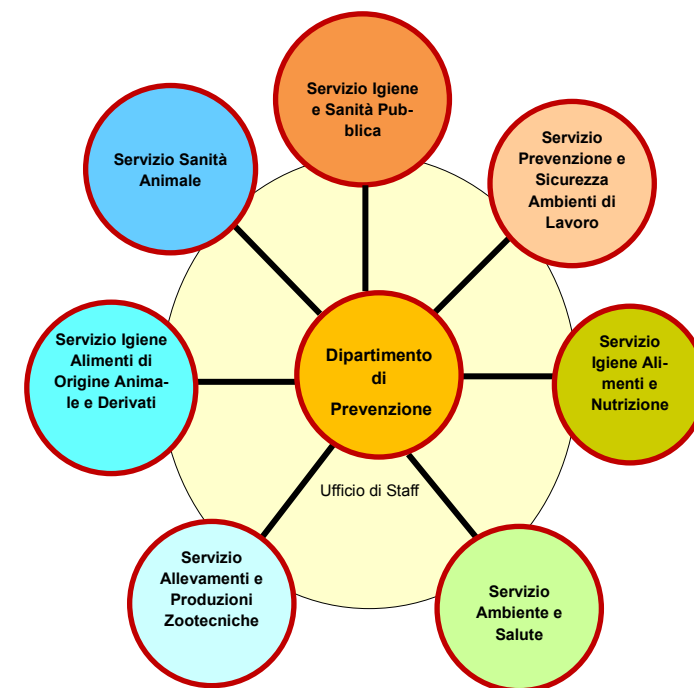 Servizio Igiene
e Sanità Pub-
blica
Servizio
Prevenzione e
Sicurezza
Ambienti di
Lavoro
Servizio Sanità
Animale
Servizio Igiene
Alimenti di
Origine Anima-
le e Derivati
Dipartimento
di
Prevenzione
Servizio
Igiene Ali-
menti e
Nutrizione
Ufficio di Staff
Servizio
Allevamenti e
Produzioni
Zootecniche
Servizio
Ambiente e
Salute